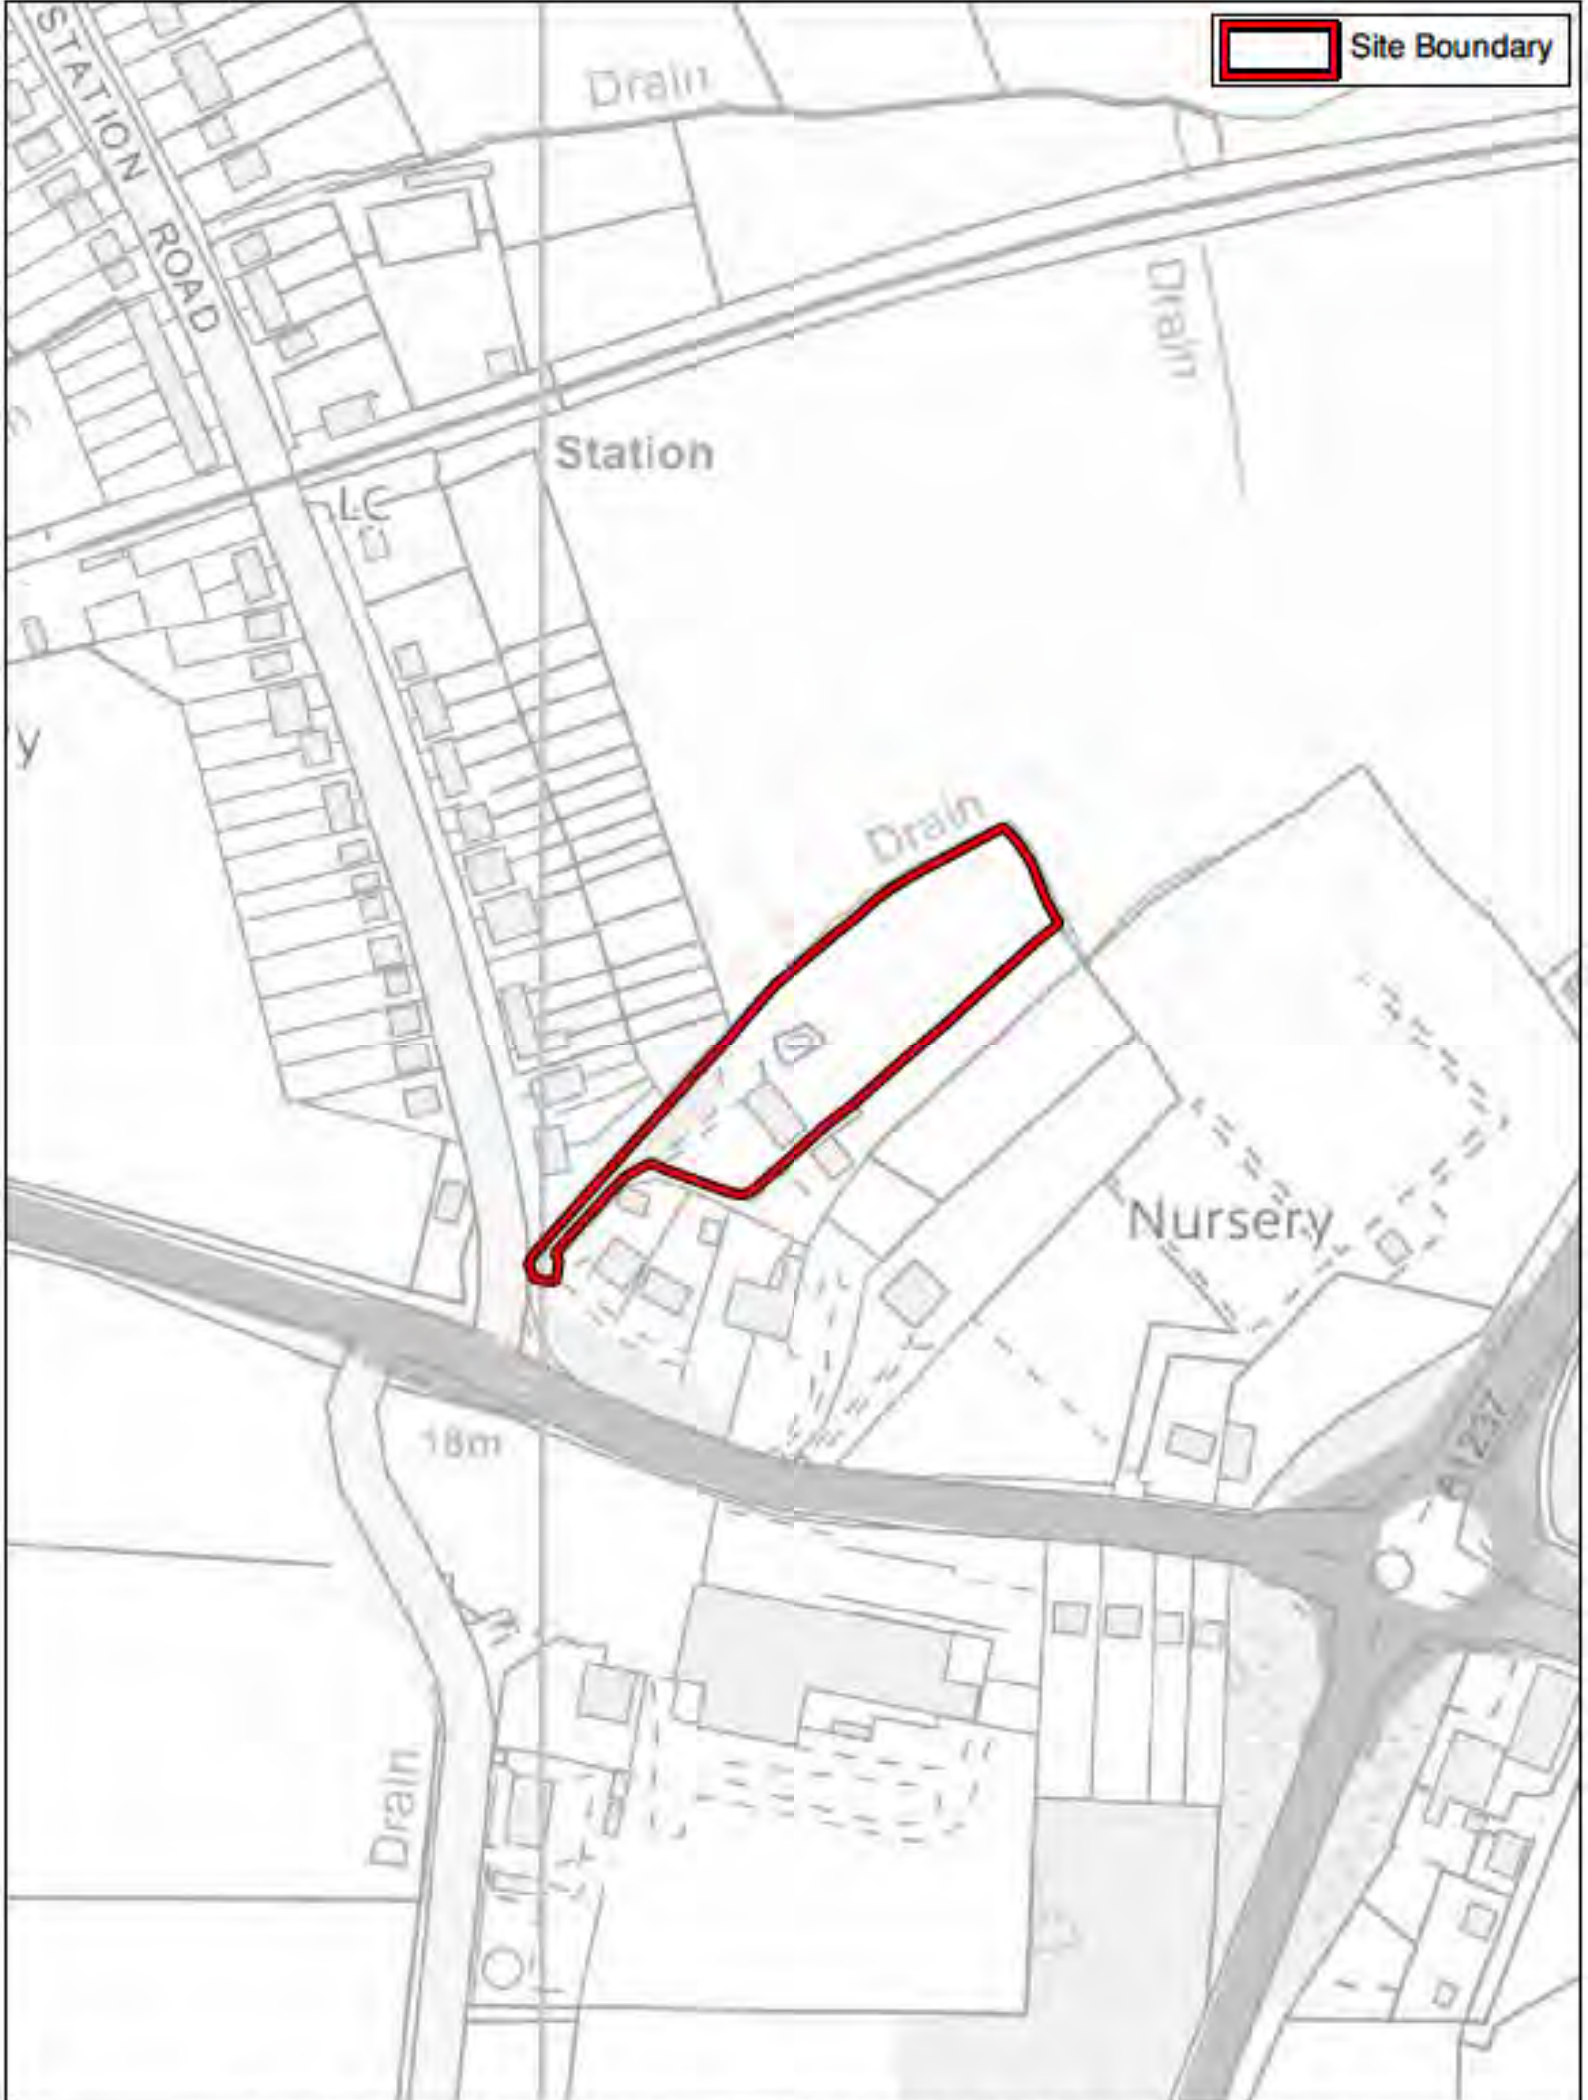 Site Boundary
STATION ROAD
Drain
Drain
Station
LC
y
Drain
Nursery
A1237
18m
Drain